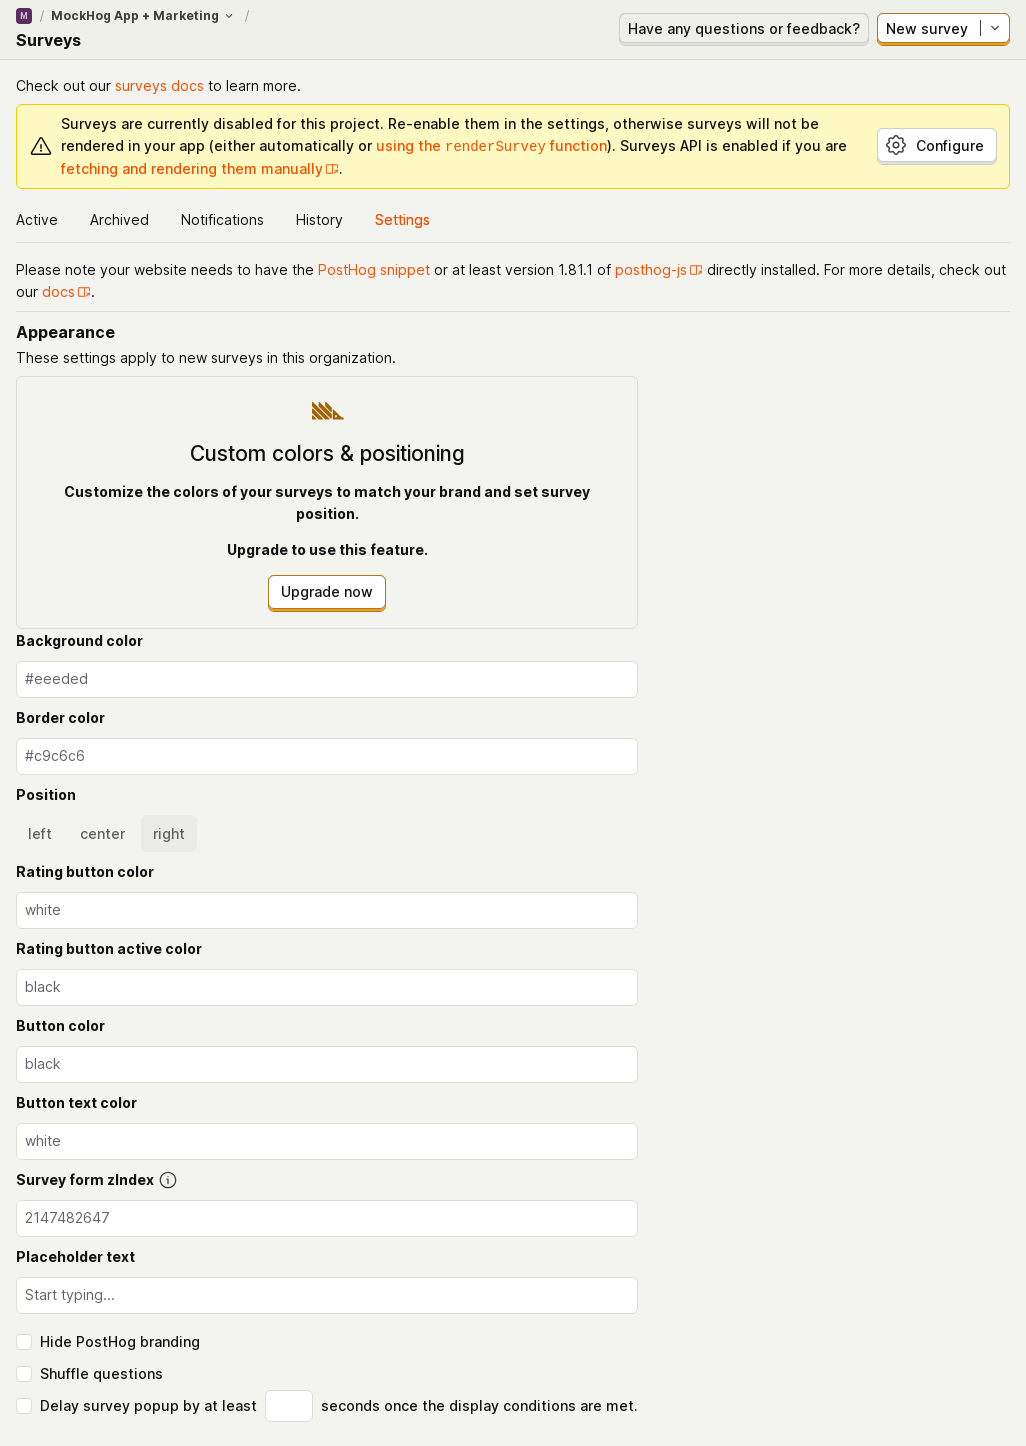 M / MockHog App + Marketing /
Surveys
Have any questions or feedback?
New survey
Check out our surveys docs to learn more.
Surveys are currently disabled for this project. Re-enable them in the settings, otherwise surveys will not be
rendered in your app (either automatically or using the renderSurvey function). Surveys API is enabled if you are
fetching and rendering them manually.
Configure
Active Archived Notifications History Settings
Please note your website needs to have the PostHog snippet or at least version 1.81.1 of posthog-js directly installed. For more details, check out
our docs.
Appearance
These settings apply to new surveys in this organization.
Custom colors & positioning
Customize the colors of your surveys to match your brand and set survey
position.
Upgrade to use this feature.
Upgrade now
Background color
#eeeded
Border color
#c9c6c6
Position
left center right
Rating button color
white
Rating button active color
black
Button color
black
Button text color
white
Survey form zIndex
2147482647
Placeholder text
Start typing...
Hide PostHog branding
Shuffle questions
Delay survey popup by at least seconds once the display conditions are met.